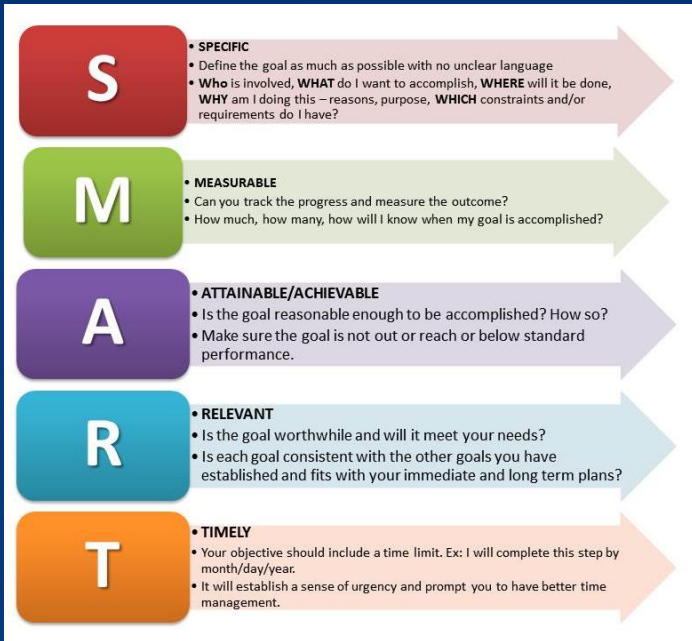 S
• SPECIFIC
• Define the goal as much as possible with no unclear language
• Who is involved, WHAT do I want to accomplish, WHERE will it be done,
WHY am I doing this – reasons, purpose, WHICH constraints and/or
requirements do I have?
M
• MEASURABLE
• Can you track the progress and measure the outcome?
• How much, how many, how will I know when my goal is accomplished?
A
• ATTAINABLE/ACHIEVABLE
• Is the goal reasonable enough to be accomplished? How so?
• Make sure the goal is not out or reach or below standard
performance.
R
• RELEVANT
• Is the goal worthwhile and will it meet your needs?
• Is each goal consistent with the other goals you have
established and fits with your immediate and long term plans?
T
• TIMELY
• Your objective should include a time limit. Ex: I will complete this step by
month/day/year.
• It will establish a sense of urgency and prompt you to have better time
management.